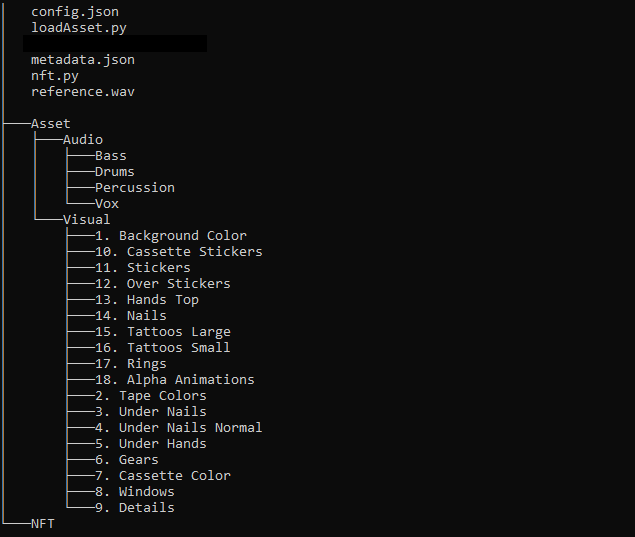 config.json
loadAsset.py
metadata.json
nft.py
reference.wav
Asset
Audio
Bass
Drums
Percussion
Vox
Visual
1. Background Color
10. Cassette Stickers
11. Stickers
12. Over Stickers
13. Hands Top
14. Nails
15. Tattoos Large
16. Tattoos Small
17. Rings
18. Alpha Animations
2. Tape Colors
3. Under Nails
4. Under Nails Normal
5. Under Hands
6. Gears
7. Cassette Color
8. Windows
9. Details
NFT